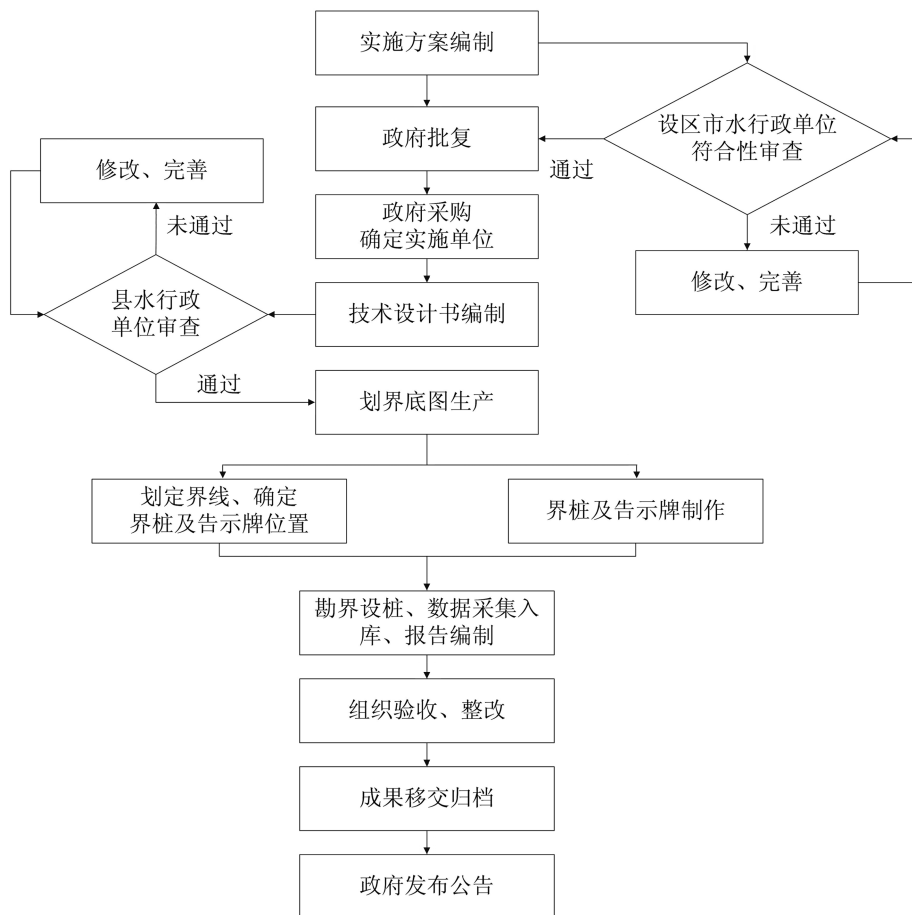 实施方案编制
政府批复
设区市水行政单位
符合性审查
通过
修改、完善
未通过
政府采购
确定实施单位
未通过
修改、完善
县水行政
单位审查
技术设计书编制
通过
划界底图生产
划定界线、确定
界桩及告示牌位置
界桩及告示牌制作
勘界设桩、数据采集入
库、报告编制
组织验收、整改
成果移交归档
政府发布公告